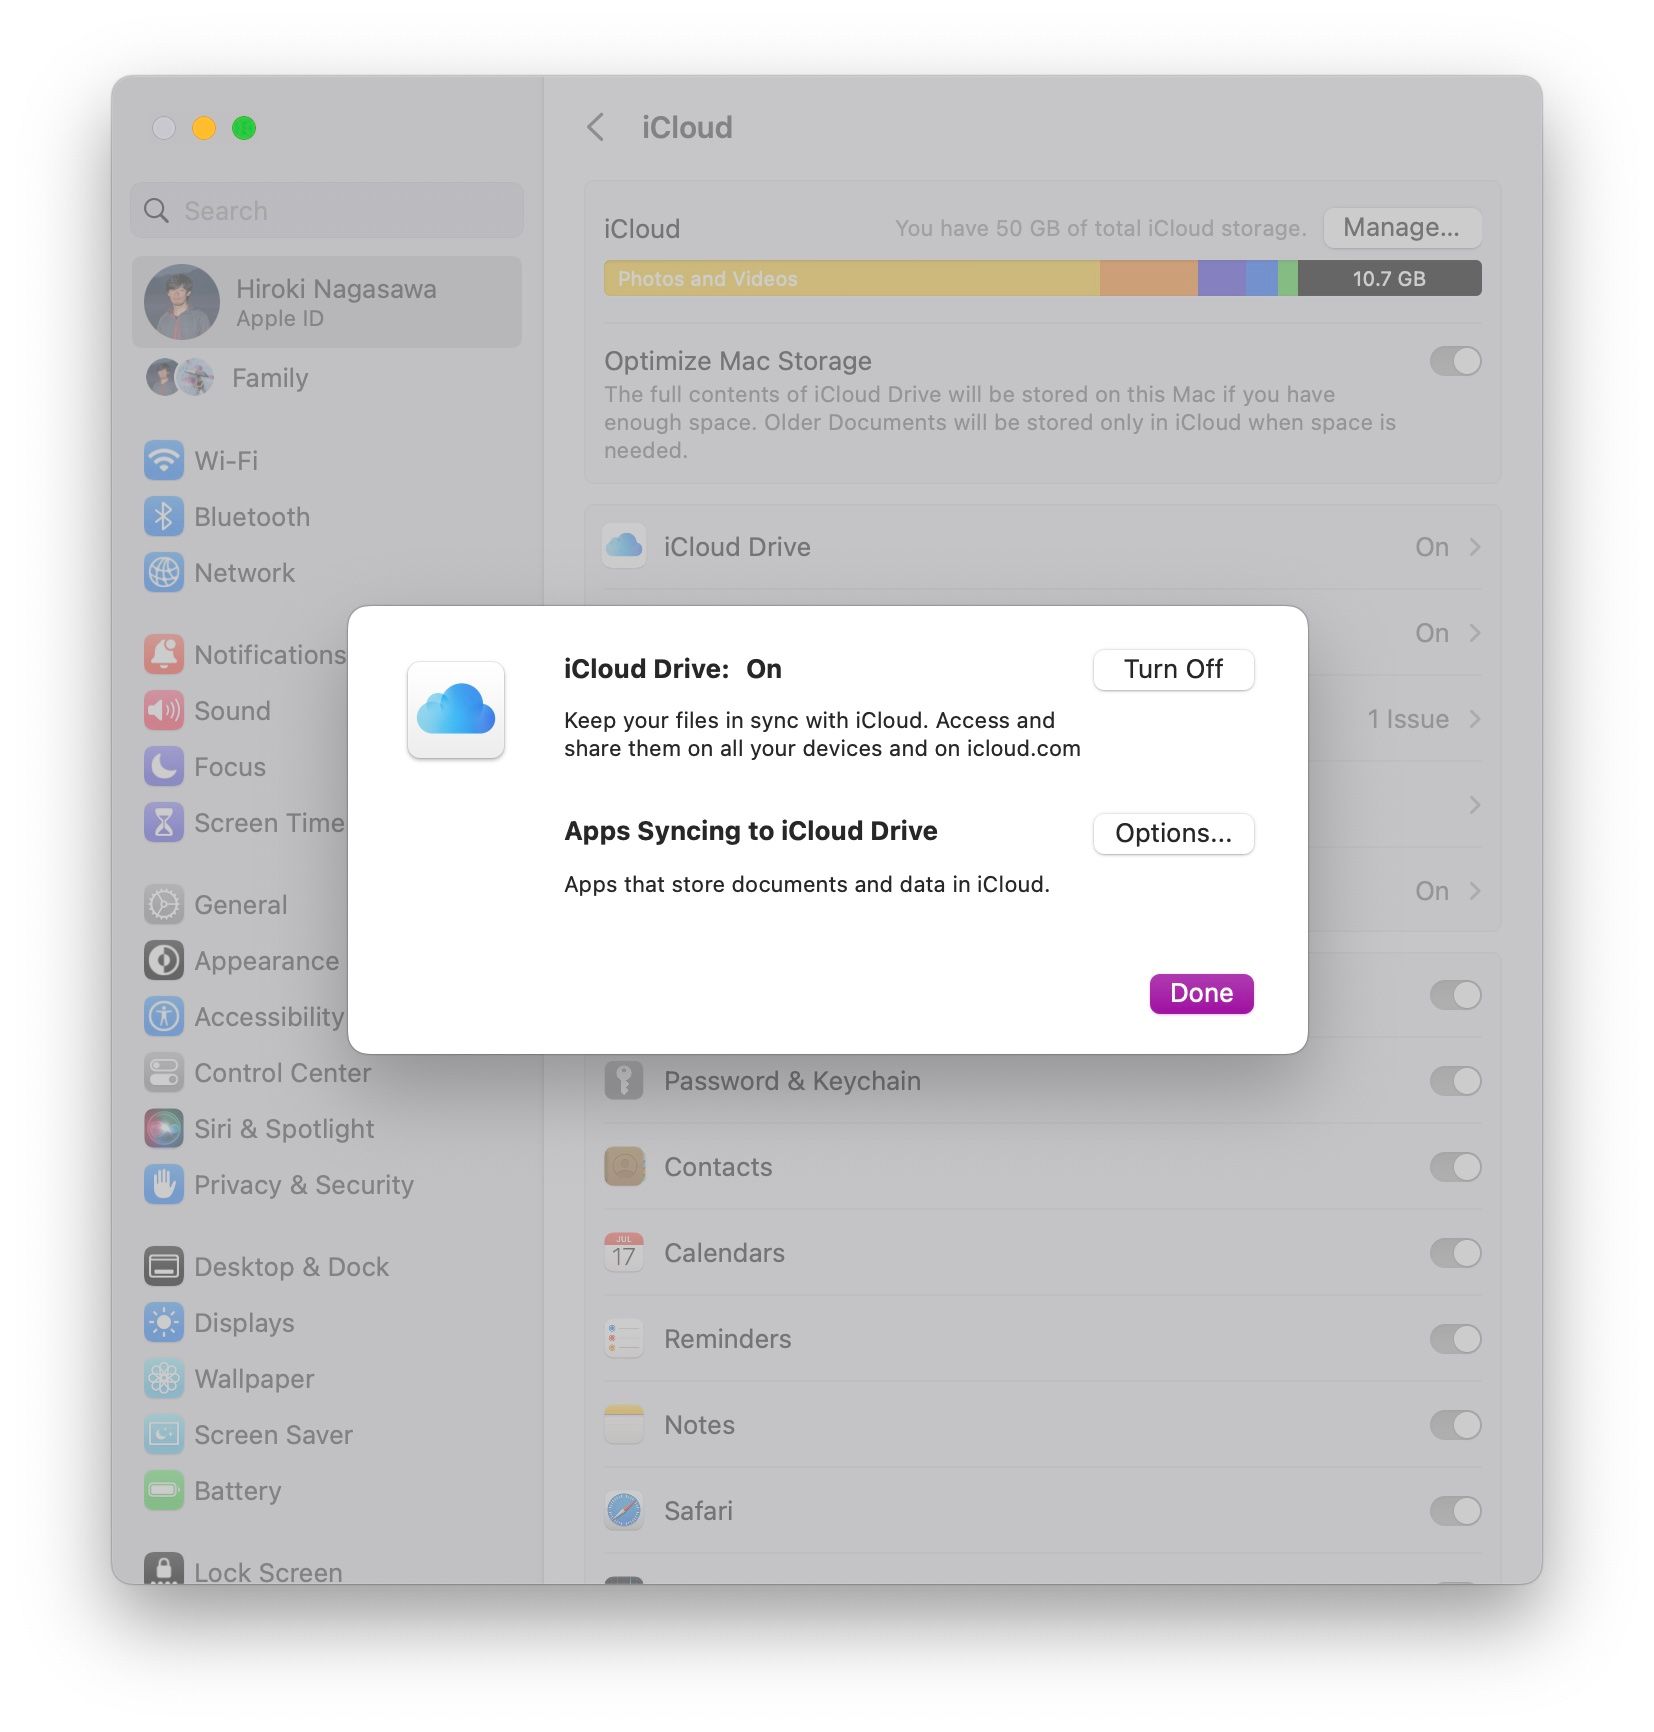 Search
Hiroki Nagasawa
Apple ID
Family
Wi-Fi
Bluetooth
Network
Notifications
Sound
Focus
Screen Time
General
Appearance
Accessibility
Control Center
Siri & Spotlight
Privacy & Security
Desktop & Dock
Displays
Wallpaper
Screen Saver
Battery
Lock Screen
iCloud
iCloud
You have 50 GB of total iCloud storage.
Manage...
Photos and Videos
10.7 GB
Optimize Mac Storage
The full contents of iCloud Drive will be stored on this Mac if you have
enough space. Older Documents will be stored only in iCloud when space is
needed.
iCloud Drive
On
On
1 Issue
On
iCloud Drive: On
Turn Off
Keep your files in sync with iCloud. Access and
share them on all your devices and on icloud.com
Apps Syncing to iCloud Drive
Options...
Apps that store documents and data in iCloud.
Done
Password & Keychain
Contacts
JUL
17
Calendars
Reminders
Notes
Safari